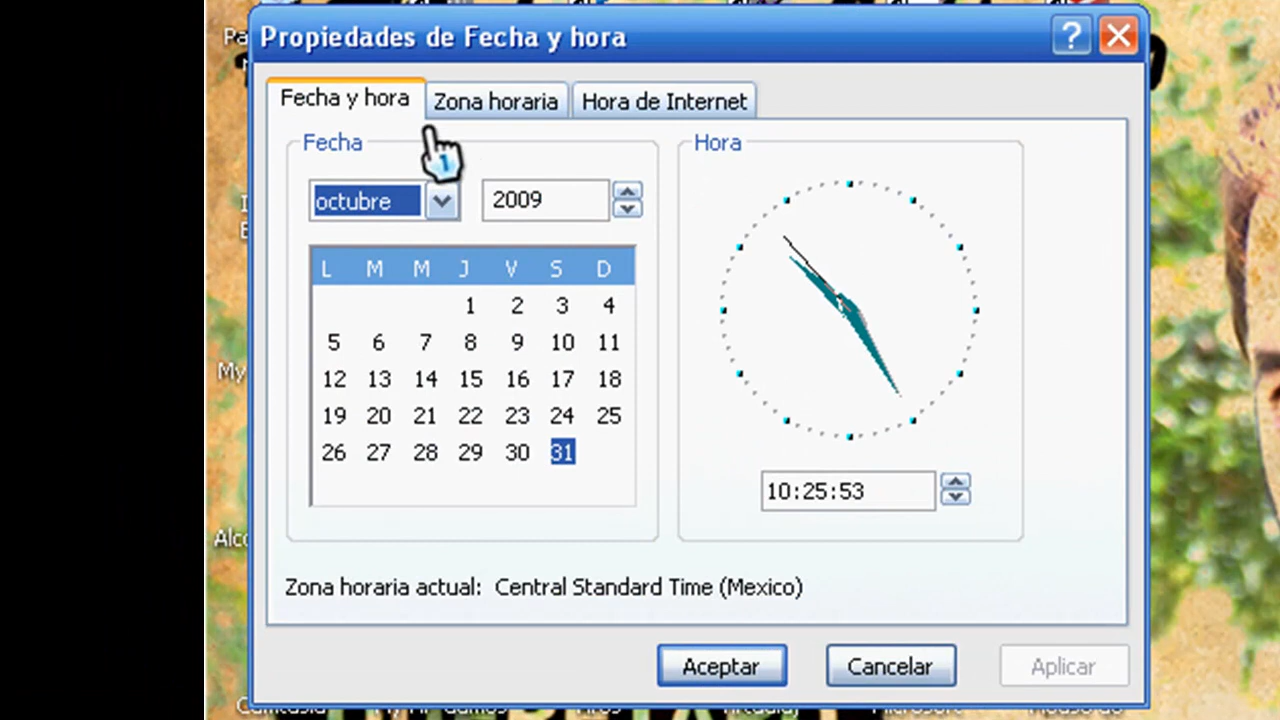 Propiedades de Fecha y hora
Fecha y hora
Zona horaria
Hora de Internet
Fecha
Hora
octubre
2009
L M M J V S D
1 2 3 4
5 6 7 8 9 10 11
12 13 14 15 16 17 18
19 20 21 22 23 24 25
26 27 28 29 30 31
10:25:53
Zona horaria actual: Central Standard Time (Mexico)
Aceptar
Cancelar
Aplicar
My